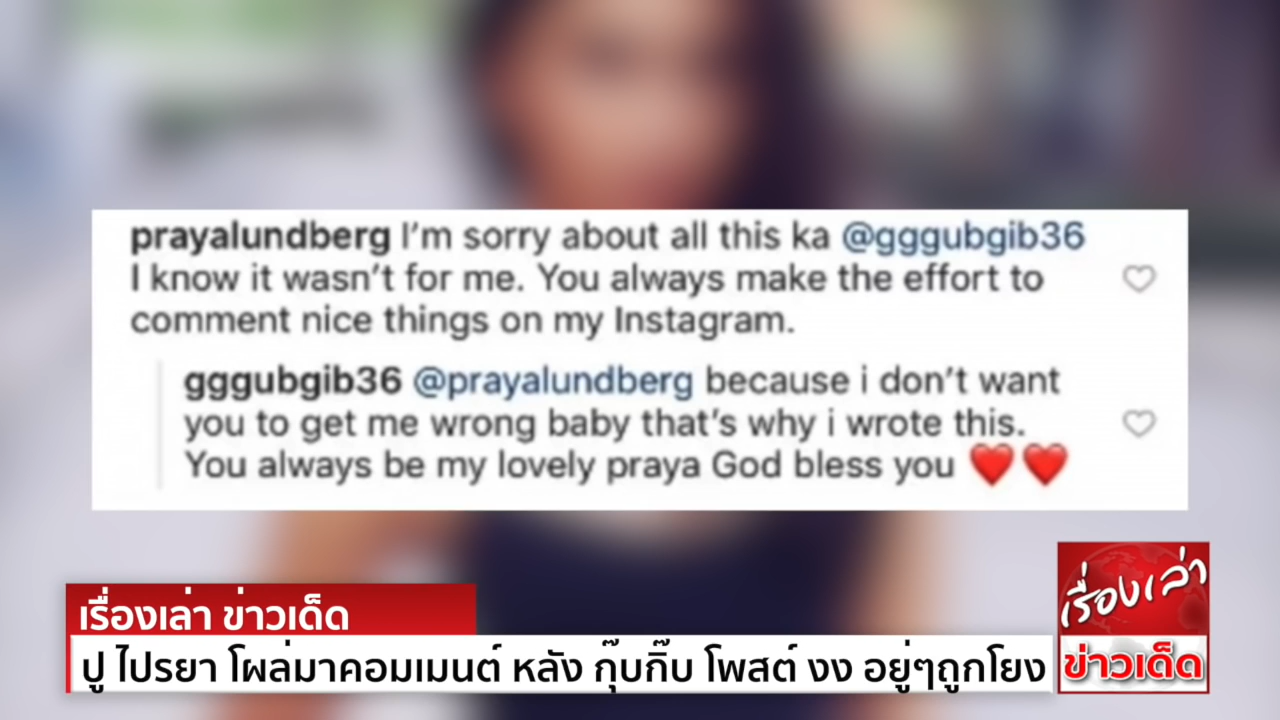 prayalundberg I'm sorry about all this ka @gggubgib36
I know it wasn't for me. You always make the effort to
comment nice things on my Instagram.
gggubgib36 @prayalundberg because i don't want
you to get me wrong baby that's why i wrote this.
You always be my lovely praya God bless you ❤️❤️
เรื่องเล่า ข่าวเด็ด
ปู ไปรยา โผล่มาคอมเมนต์ หลัง กุ๊บกิ๊บ โพสต์ งง อยู่ๆถูกโยง
เรื่องเล่า
ข่าวเด็ด